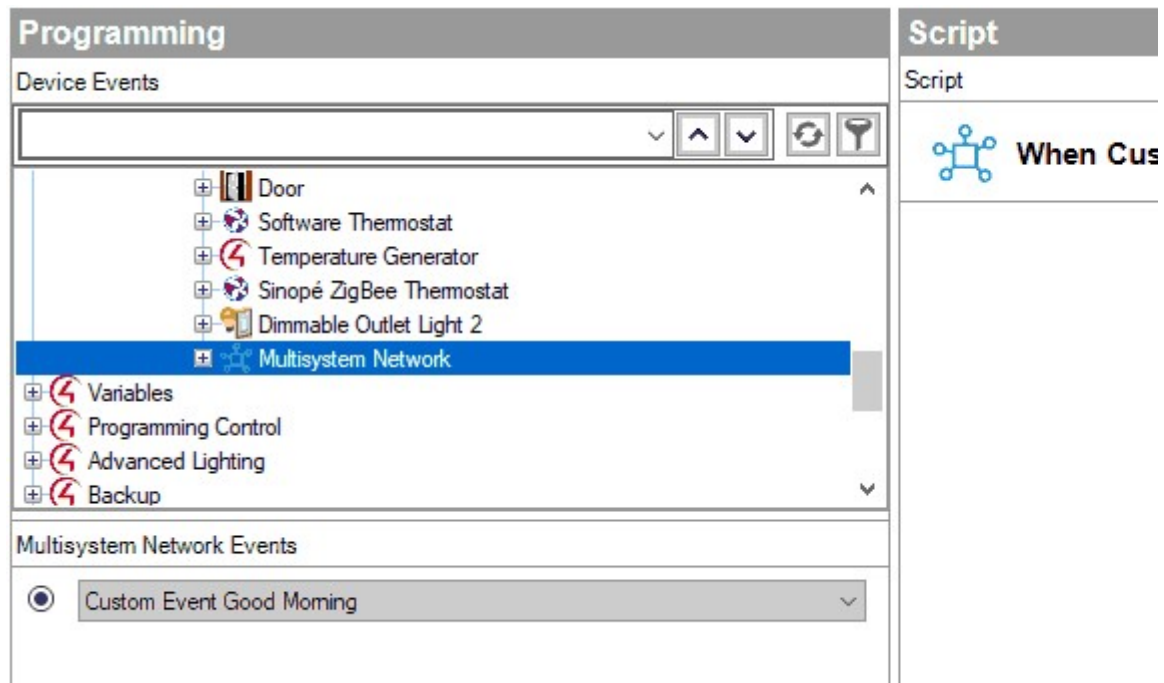 Programming
Device Events
Door
Software Thermostat
Temperature Generator
Sinopé ZigBee Thermostat
Dimmable Outlet Light 2
Multisystem Network
Variables
Programming Control
Advanced Lighting
Backup
Multisystem Network Events
Custom Event Good Morning
Script
Script
When Cus